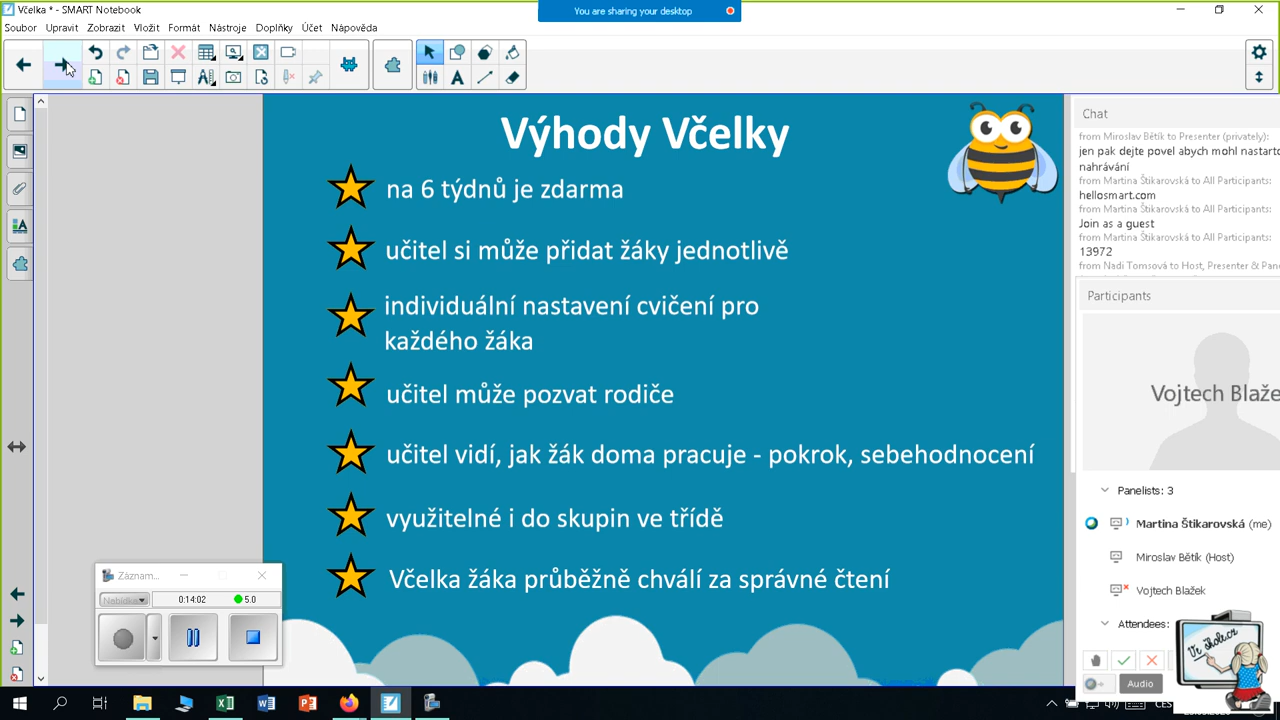 Včelka * - SMART Notebook
You are sharing your desktop
Soubor Upravit Zobrazit Vložit Formát Nástroje Doplňky Účet Nápověda
Výhody Včelky
na 6 týdnů je zdarma
učitel si může přidat žáky jednotlivě
individuální nastavení cvičení pro
každého žáka
učitel může pozvat rodiče
učitel vidí, jak žák doma pracuje - pokrok, sebehodnocení
využitelné i do skupin ve třídě
Včelka žáka průběžně chválí za správné čtení
Chat
from Miroslav Bětík to Presenter (privately):
jen pak dejte povel abych mohl nastarto
nahrávání
from Martina Štikarovská to All Participants:
hellosmart.com
from Martina Štikarovská to All Participants:
Join as a guest
from Martina Štikarovská to All Participants:
13972
from Nadi Tomsová to Host, Presenter & Pane
Participants
Vojtech Blaže
Panelists: 3
Martina Štikarovská (me)
Miroslav Bětík (Host)
Vojtech Blažek
Attendees:
Audio
Ve škole.cz
Záznam...
Nabídka
0:14:02 5.0
CES